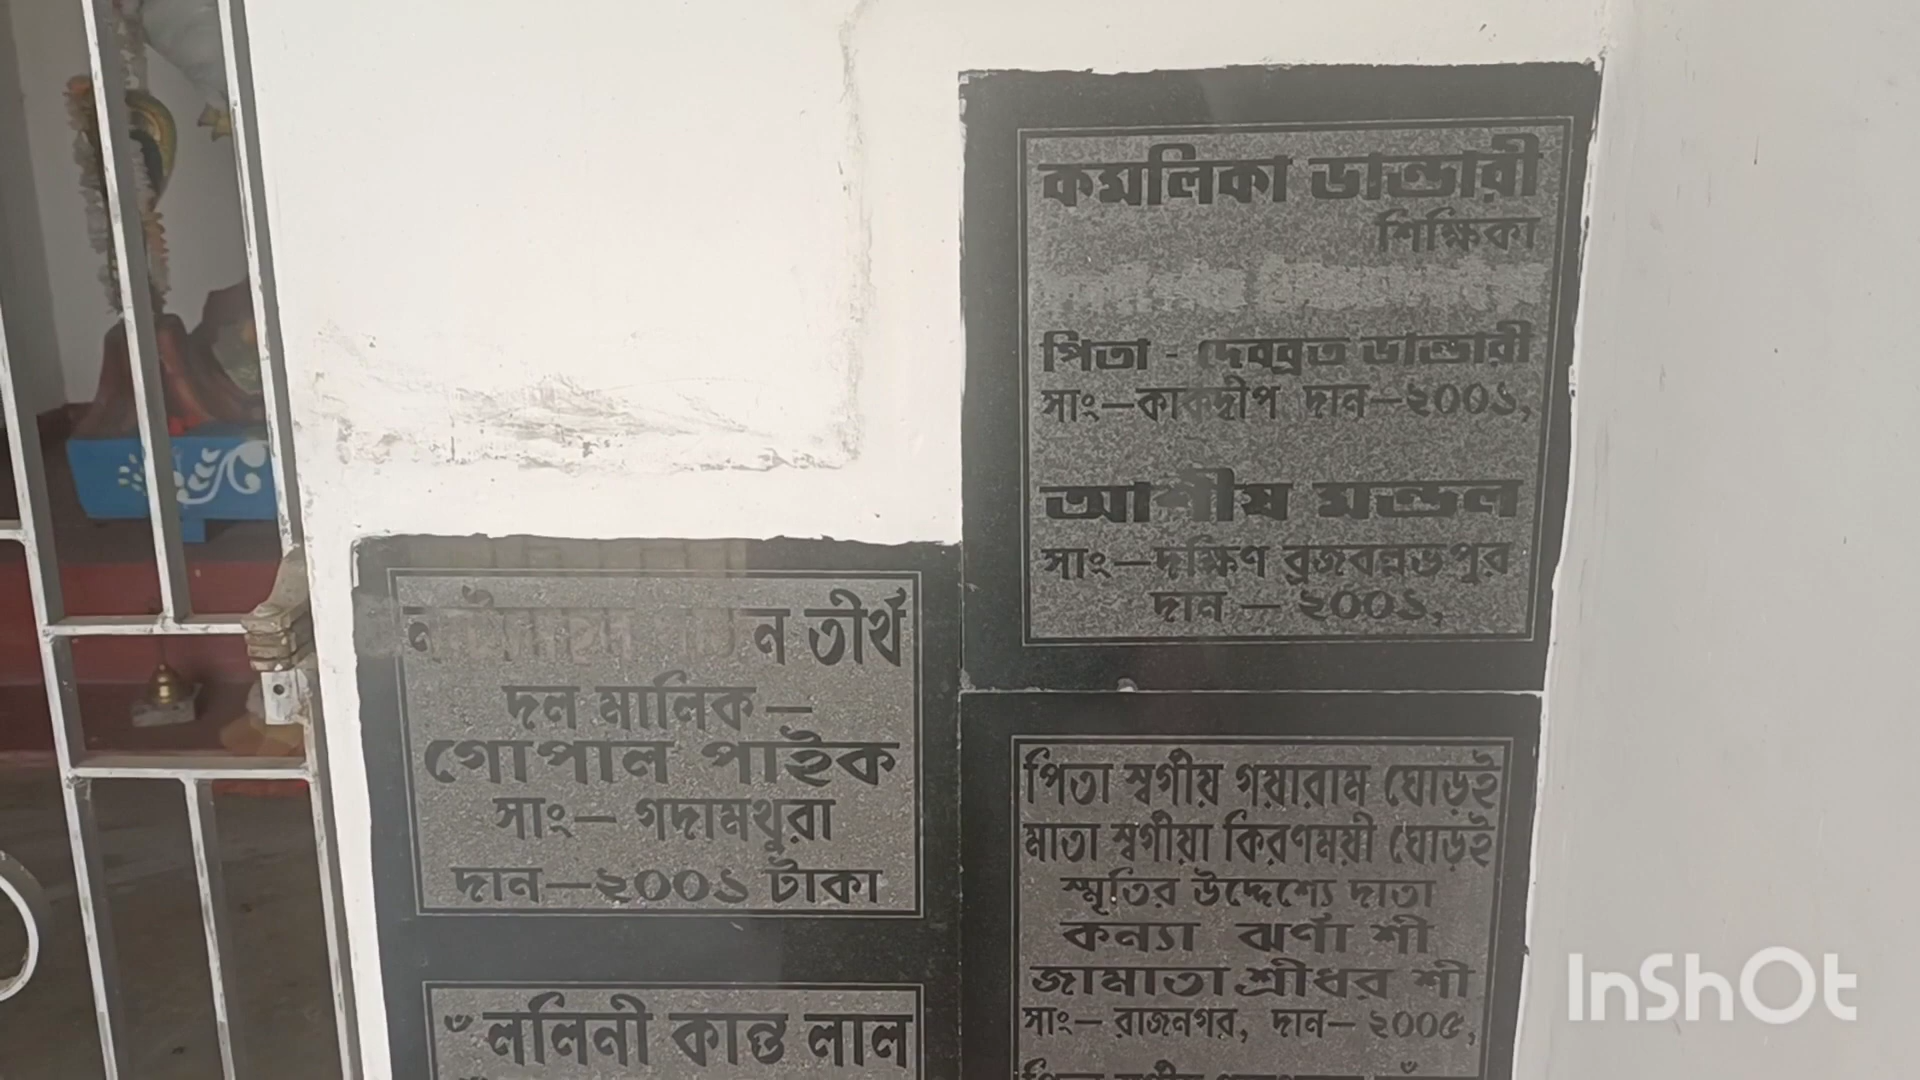 কমলিকা ভান্ডারী
শিক্ষিকা
পিতা - দেবব্রত ভান্ডারী
সাং—কাকদ্বীপ দান—২০০১,
আশীষ মন্ডল
সাং—দক্ষিণ ব্রজবল্লভপুর
দান — ২০০১,
তীর্থ
দল মালিক —
গোপাল পাইক
সাং— গদামথুরা
দান—২০০১ টাকা
ঁললিনী কান্ত লাল
পিতা স্বর্গীয় গয়ারাম ঘোড়ই
মাতা স্বর্গীয়া কিরণময়ী ঘোড়ই
স্মৃতির উদ্দেশ্যে দাতা
কন্যা ঝর্ণা শী
জামাতা শ্রীধর শী
সাং— রাজনগর, দান— ২০০৫,
InShOt